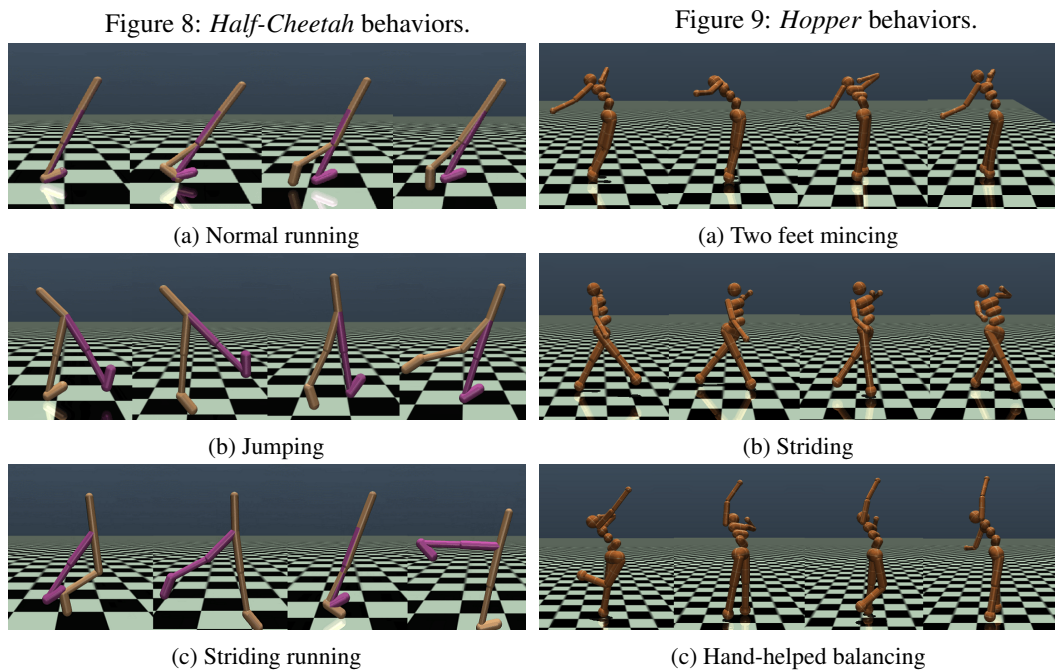 Figure 8: Half-Cheetah behaviors.
(a) Normal running
(b) Jumping
(c) Striding running
Figure 9: Hopper behaviors.
(a) Two feet mincing
(b) Striding
(c) Hand-helped balancing